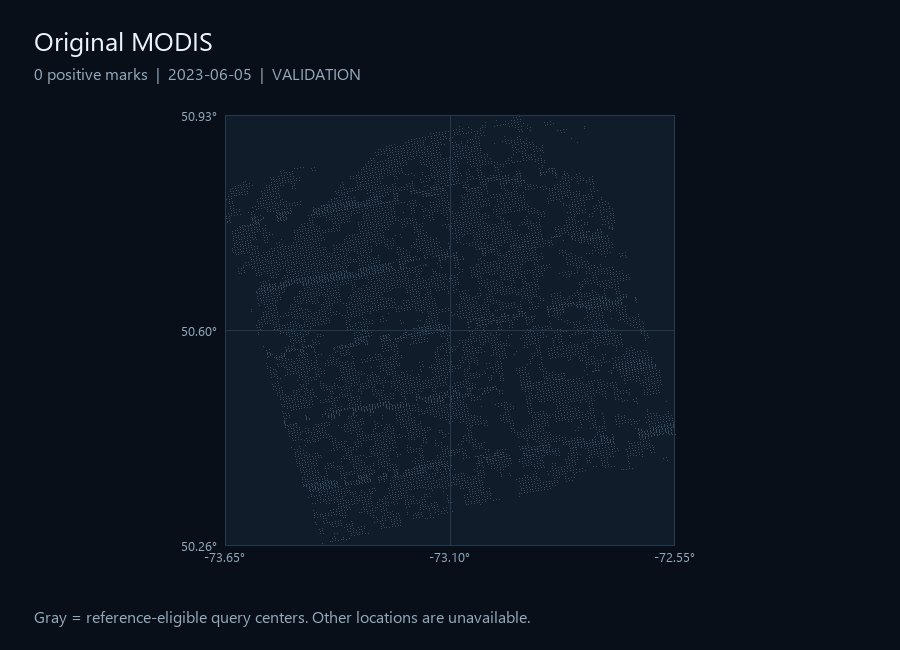 Original MODIS
0 positive marks | 2023-06-05 | VALIDATION
50.93°
50.60°
50.26°
-73.65°
-73.10°
-72.55°
Gray = reference-eligible query centers. Other locations are unavailable.